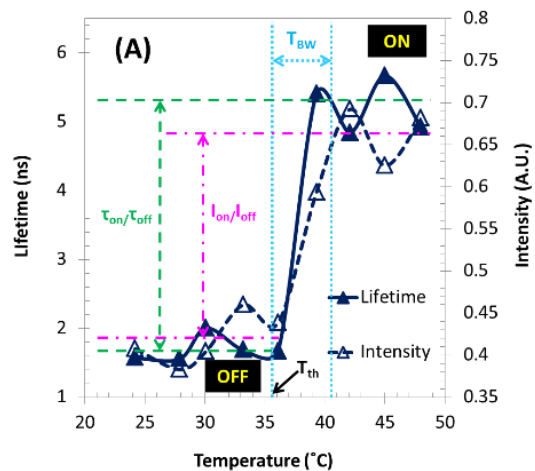 (A)
T_BW
ON
τ_on/τ_off
I_on/I_off
Lifetime
Intensity
OFF
T_th
6
5
4
3
2
1
LIfetime (ns)
0.8
0.75
0.7
0.65
0.6
0.55
0.5
0.45
0.4
0.35
Intensity (A.U.)
20
25
30
35
40
45
50
Temperature (˚C)